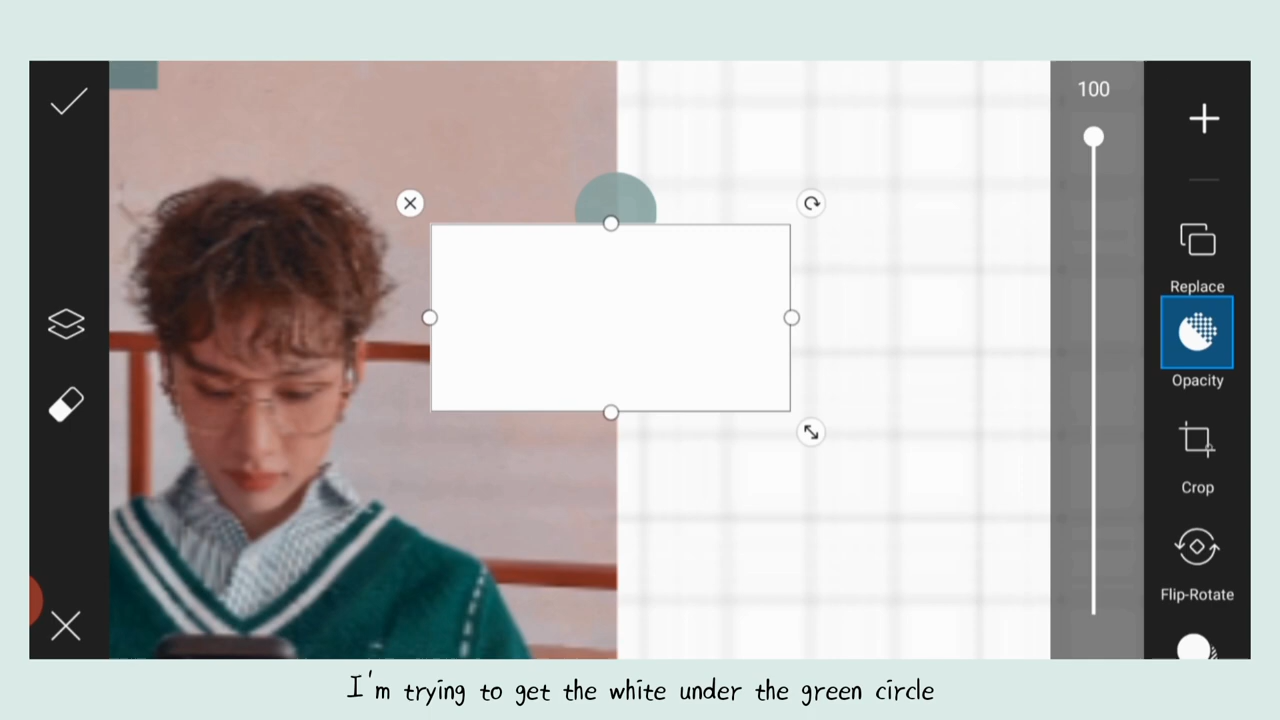 100
Replace
Opacity
Crop
Flip-Rotate
I'm trying to get the white under the green circle